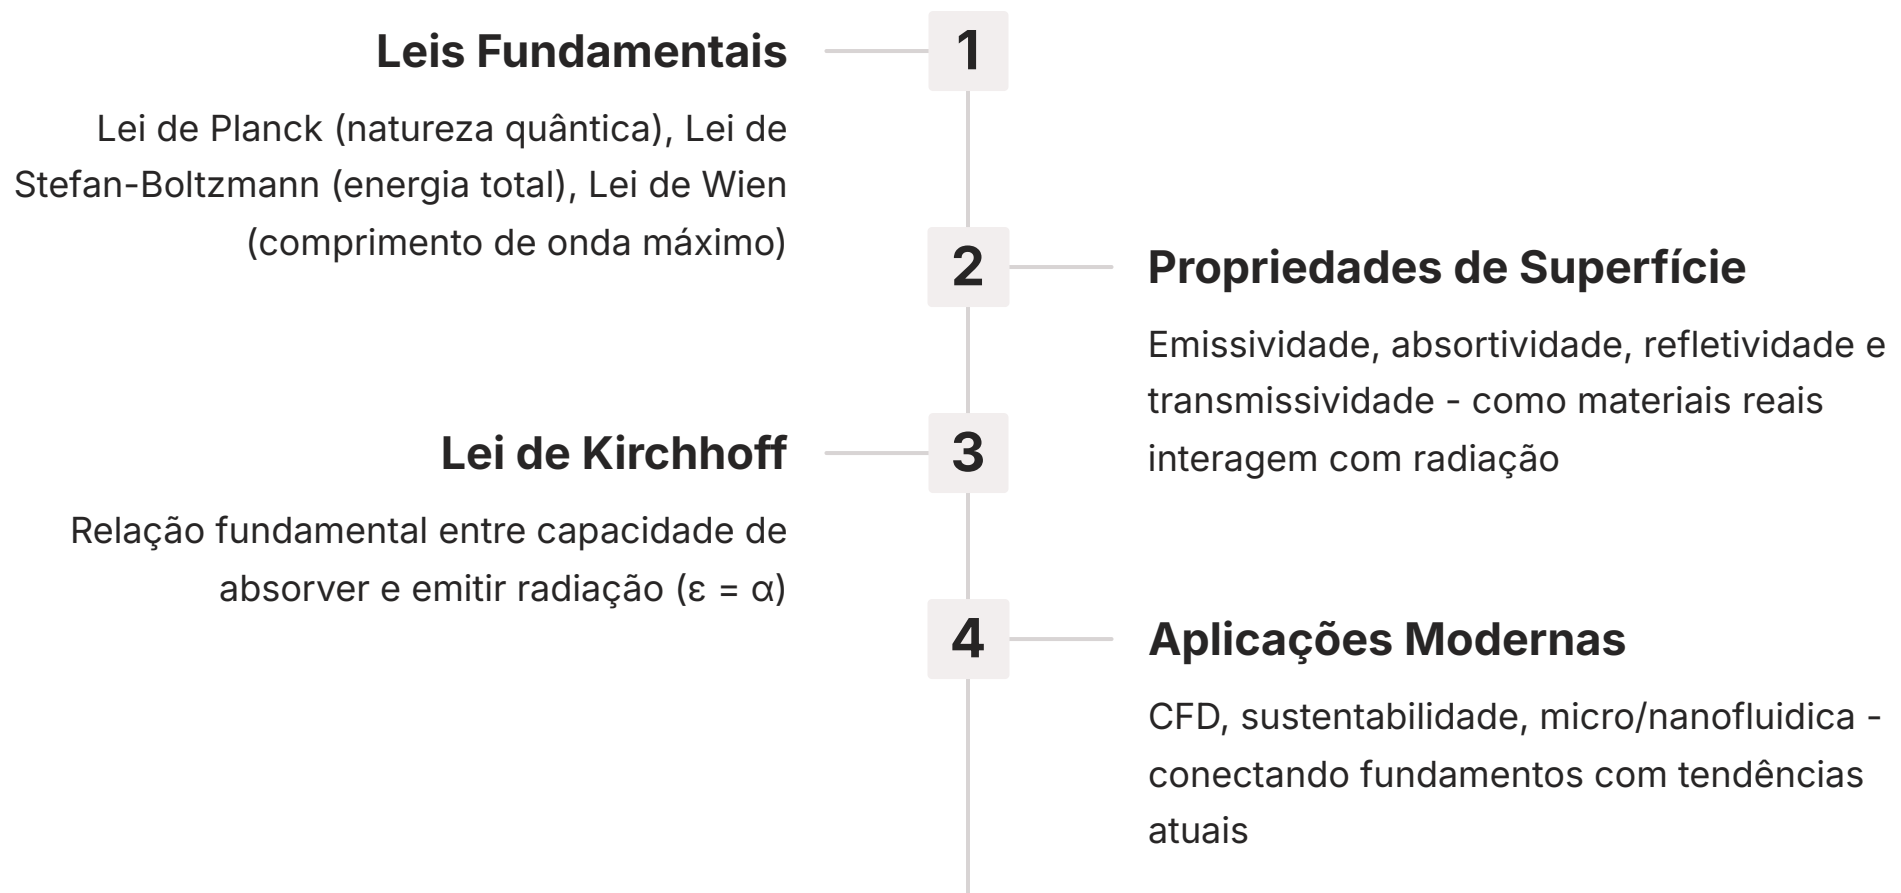 1
Leis Fundamentais
Lei de Planck (natureza quântica), Lei de
Stefan-Boltzmann (energia total), Lei de Wien
(comprimento de onda máximo)
2
Propriedades de Superfície
Emissividade, absortividade, refletividade e
transmissividade - como materiais reais
interagem com radiação
3
Lei de Kirchhoff
Relação fundamental entre capacidade de
absorver e emitir radiação (ε = α)
4
Aplicações Modernas
CFD, sustentabilidade, micro/nanofluidica -
conectando fundamentos com tendências
atuais